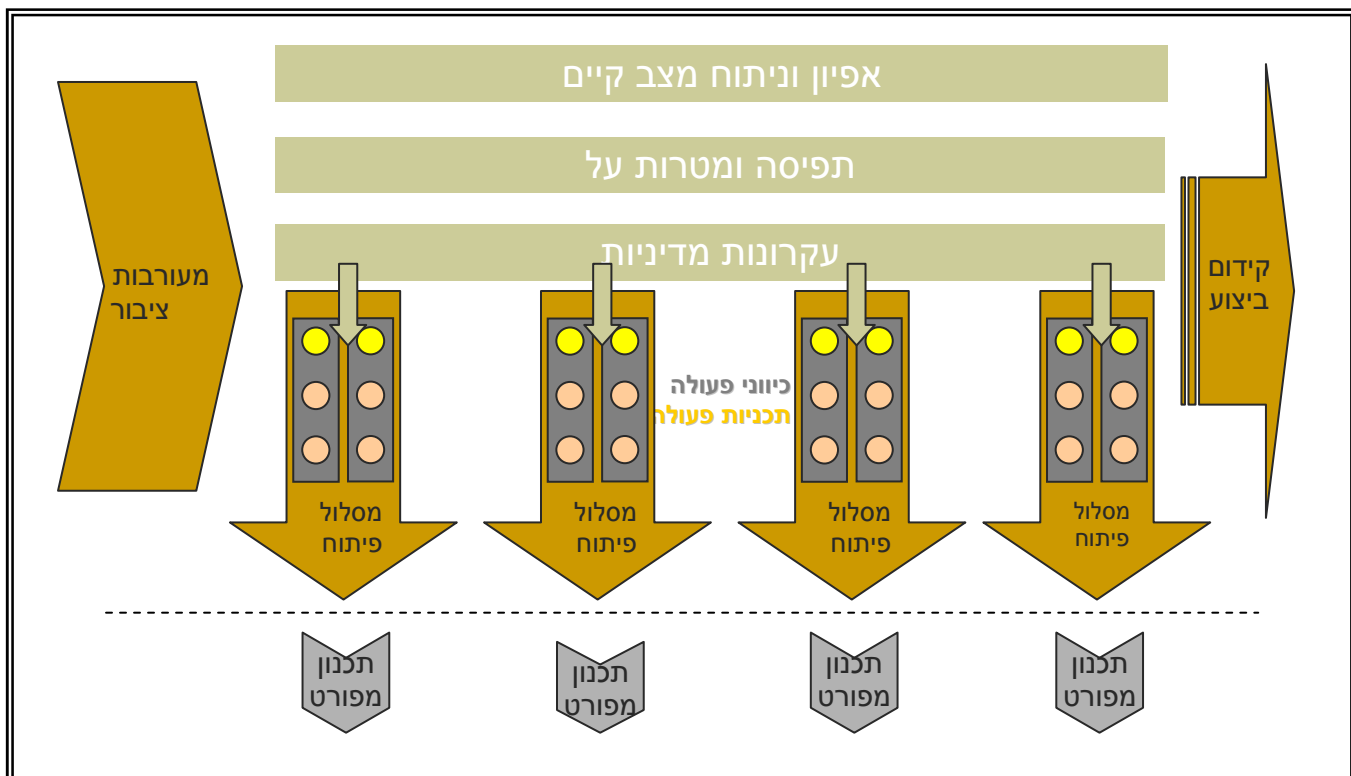 אפיון וניתוח מצב קיים
תפיסה ומטרות על
עקרונות מדיניות
קידום
ביצוע
מעורבות
ציבור
כיווני פעולה
תכניות פעולה
מסלול
פיתוח
מסלול
פיתוח
מסלול
פיתוח
מסלול
פיתוח
תכנון
מפורט
תכנון
מפורט
תכנון
מפורט
תכנון
מפורט